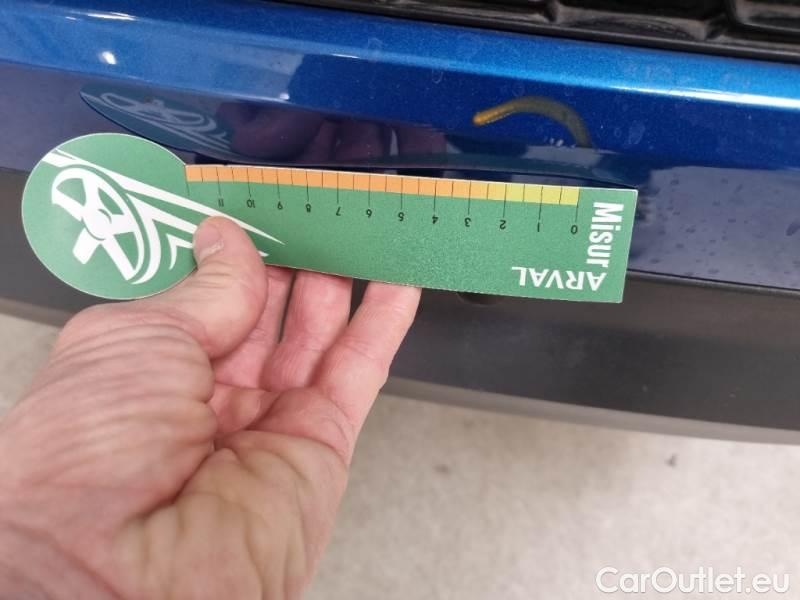 0 1 2 3 4 5 6 7 8 9 10 11
Misur
ARVAL
CarOutlet.eu